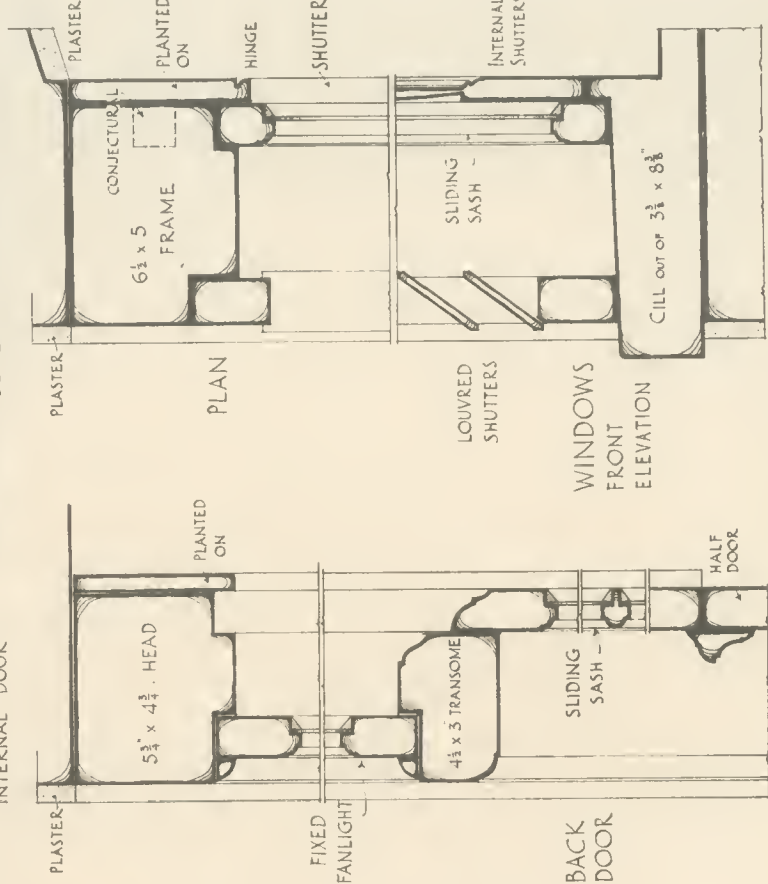 INTERNAL DOOR
PLASTER
5¾" x 4¾" HEAD
PLANTED
ON
FIXED
FANLIGHT
4½ x 3 TRANSOME
SLIDING
SASH
HALF
DOOR
BACK
DOOR
PLASTER
PLASTER
CONJECTURAL
PLANTED
ON
HINGE
SHUTTER
INTERNAL
SHUTTERS
6½ x 5
FRAME
PLAN
SLIDING
SASH
LOUVRED
SHUTTERS
CILL OUT OF 3¾ x 8⅜"
WINDOWS
FRONT
ELEVATION